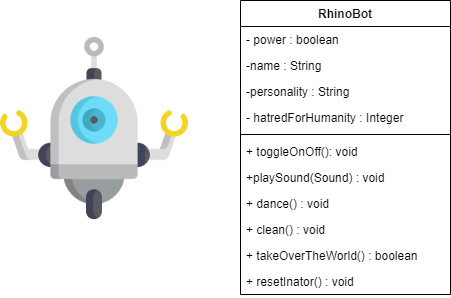 RhinoBot
- power : boolean
-name : String
-personality : String
- hatredForHumanity : Integer
+ toggleOnOff(): void
+playSound(Sound) : void
+ dance() : void
+ clean() : void
+ takeOverTheWorld() : boolean
+ resetInator() : void